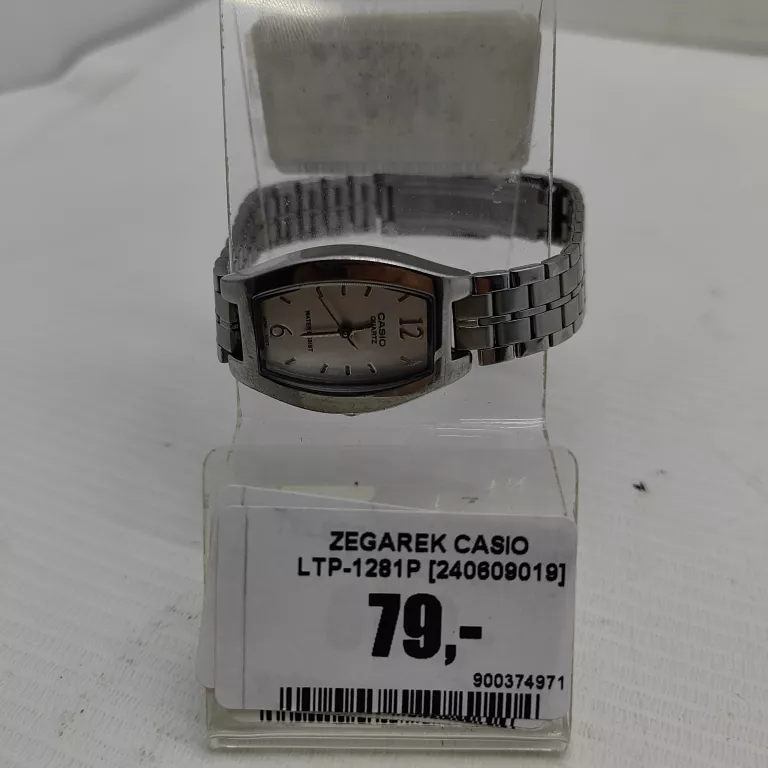 12
CASIO
QUARTZ
WATER RESIST
6
ZEGAREK CASIO
LTP-1281P [240609019]
79,-
900374971